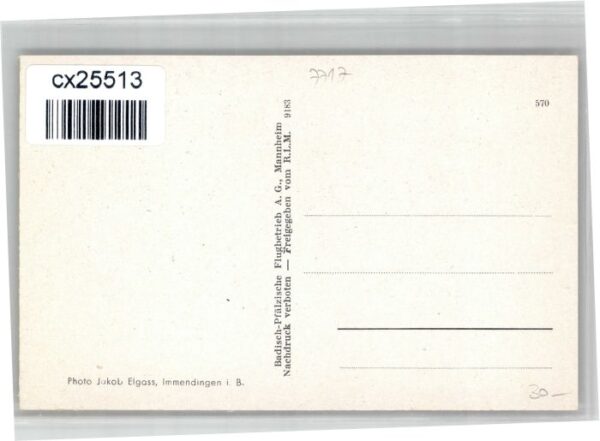 cx25513
7717
570
Badisch-Pfälzische Flugbetrieb A. G., Mannheim
Nachdruck verboten — Freigegeben vom R.L.M. 9183
Photo Jakob Elgass, Immendingen i. B.
30.—